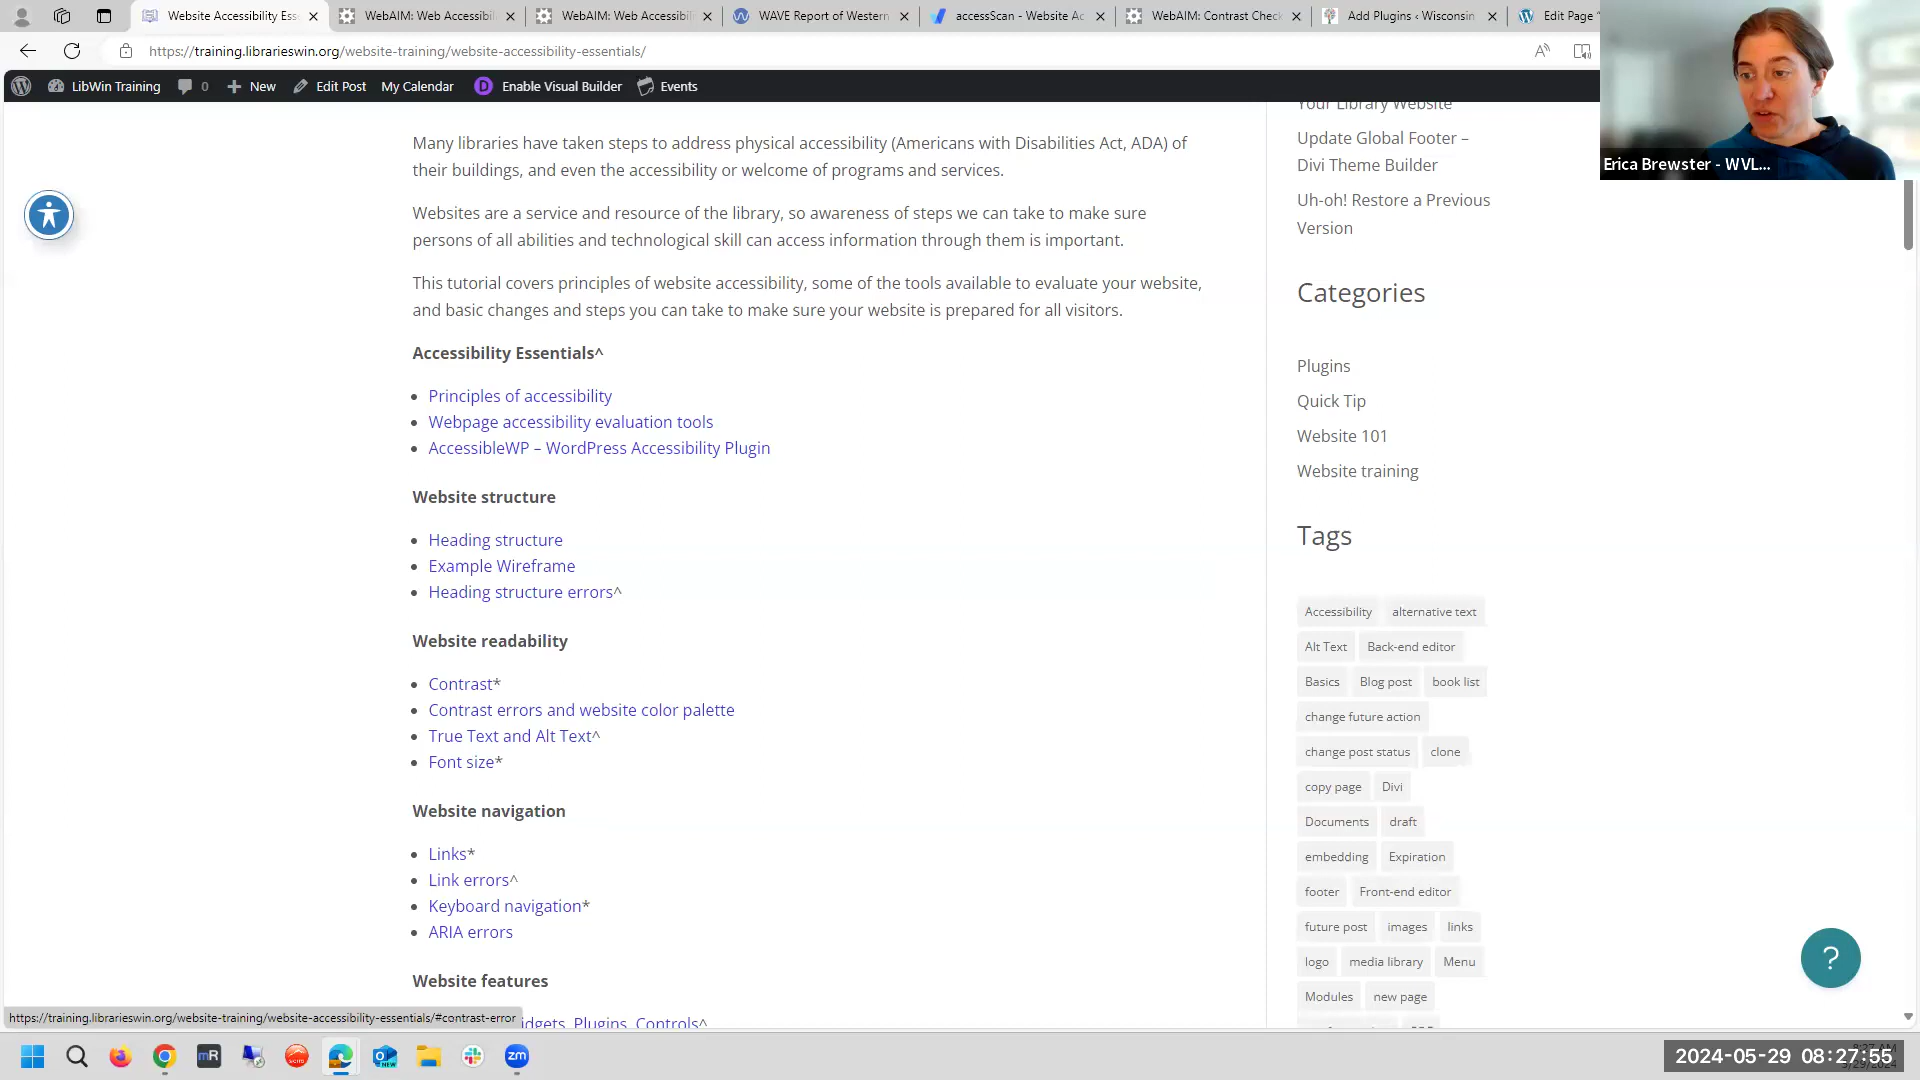 Website Accessibility Ess
WebAIM: Web Accessibil
WebAIM: Web Accessibil
WAVE Report of Western
accessScan - Website Ac
WebAIM: Contrast Check
Add Plugins ‹ Wisconsin
Edit Page "
https://training.librarieswin.org/website-training/website-accessibility-essentials/
LibWin Training
0
New
Edit Post
My Calendar
Enable Visual Builder
Events
Erica Brewster - WVL...
Many libraries have taken steps to address physical accessibility (Americans with Disabilities Act, ADA) of
their buildings, and even the accessibility or welcome of programs and services.
Websites are a service and resource of the library, so awareness of steps we can take to make sure
persons of all abilities and technological skill can access information through them is important.
This tutorial covers principles of website accessibility, some of the tools available to evaluate your website,
and basic changes and steps you can take to make sure your website is prepared for all visitors.
Accessibility Essentials^
Principles of accessibility
Webpage accessibility evaluation tools
AccessibleWP – WordPress Accessibility Plugin
Website structure
Heading structure
Example Wireframe
Heading structure errors^
Website readability
Contrast*
Contrast errors and website color palette
True Text and Alt Text^
Font size*
Website navigation
Links*
Link errors^
Keyboard navigation*
ARIA errors
Website features
idgets, Plugins, Controls^
https://training.librarieswin.org/website-training/website-accessibility-essentials/#contrast-error
Your Library Website
Update Global Footer –
Divi Theme Builder
Uh-oh! Restore a Previous
Version
Categories
Plugins
Quick Tip
Website 101
Website training
Tags
Accessibility
alternative text
Alt Text
Back-end editor
Basics
Blog post
book list
change future action
change post status
clone
copy page
Divi
Documents
draft
embedding
Expiration
footer
Front-end editor
future post
images
links
logo
media library
Menu
Modules
new page
?
2024-05-29 08:27:55